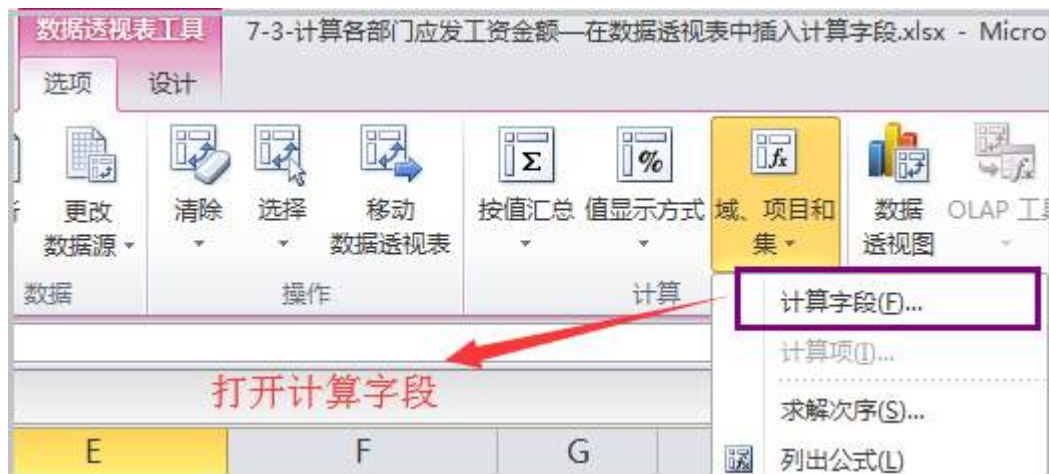 数据透视表工具 7-3-计算各部门应发工资金额—在数据透视表中插入计算字段.xlsx - Micro
选项 设计
更改 清除 选择 移动 按值汇总 值显示方式 域、项目和 数据 OLAP 工
数据源 数据透视表 集 透视图
数据 操作 计算
计算字段(F)...
计算项(I)...
打开计算字段
求解次序(S)...
E F G
列出公式(L)